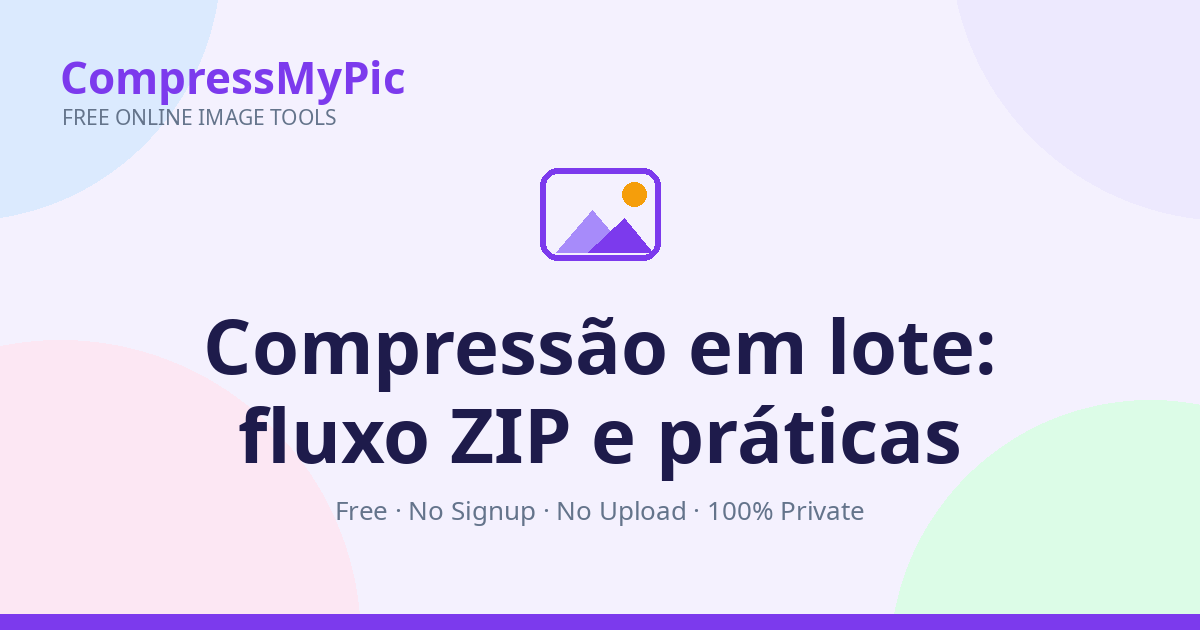 CompressMyPic
FREE ONLINE IMAGE TOOLS
Compressão em lote:
fluxo ZIP e práticas
Free · No Signup · No Upload · 100% Private